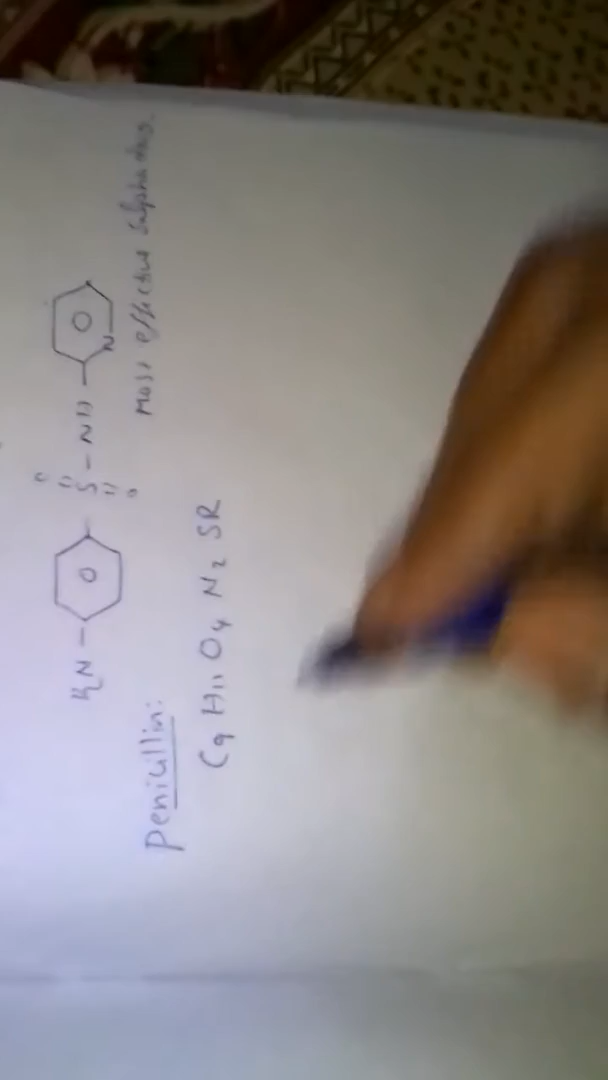 H₂N - S - NH - N
O O
Most effective Sulpha drug.
Penicillin:
C₉ H₁₁ O₄ N₂ SR